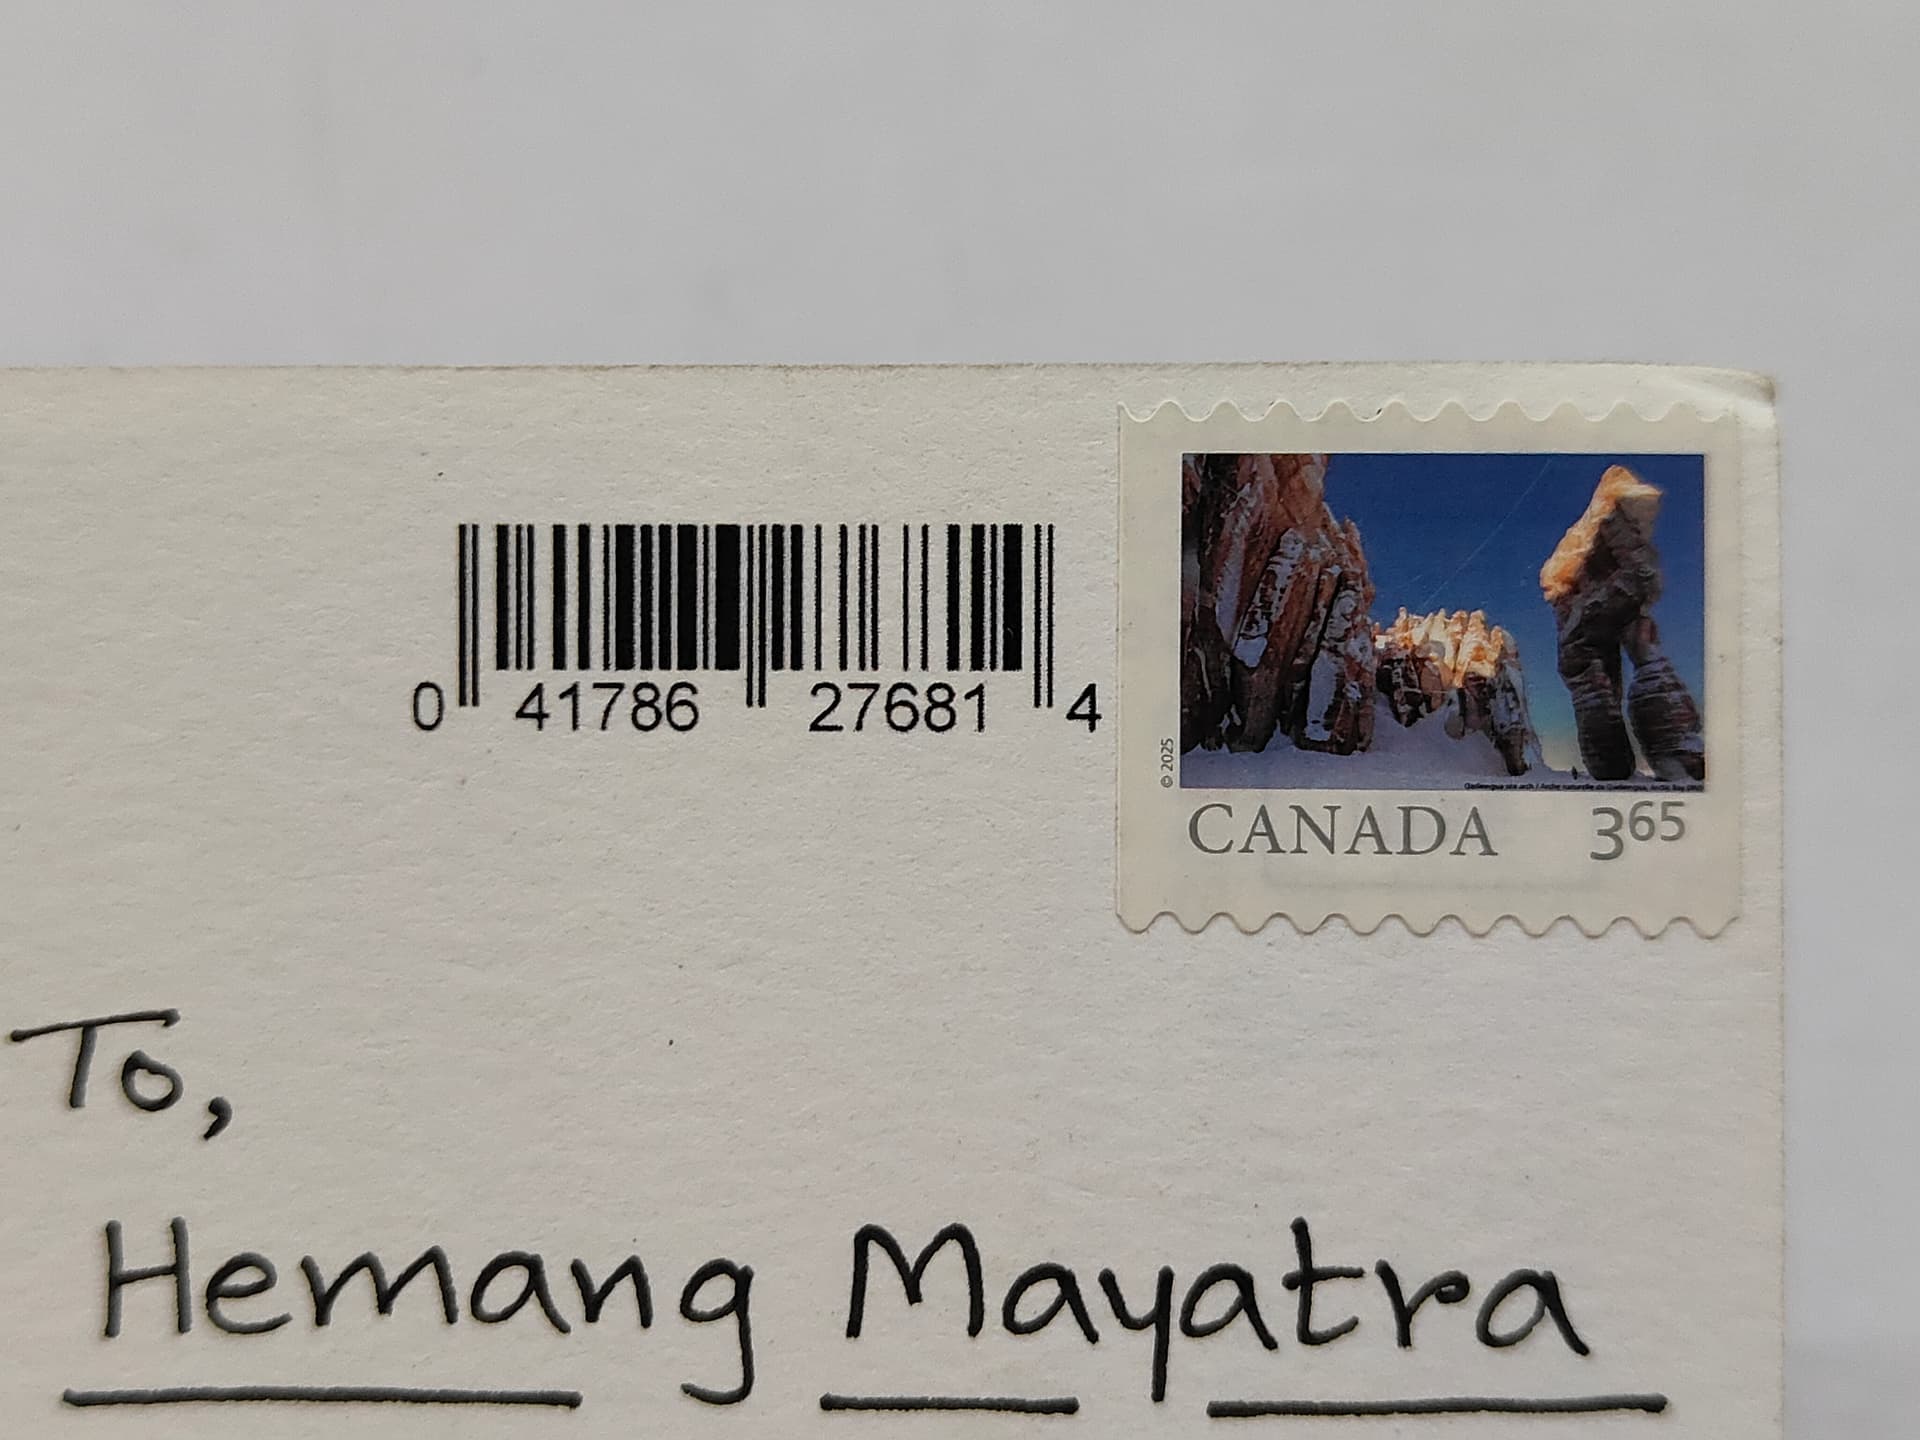 0 41786 27681 4
© 2025
CANADA 3⁶⁵
To,
Hemang Mayatra